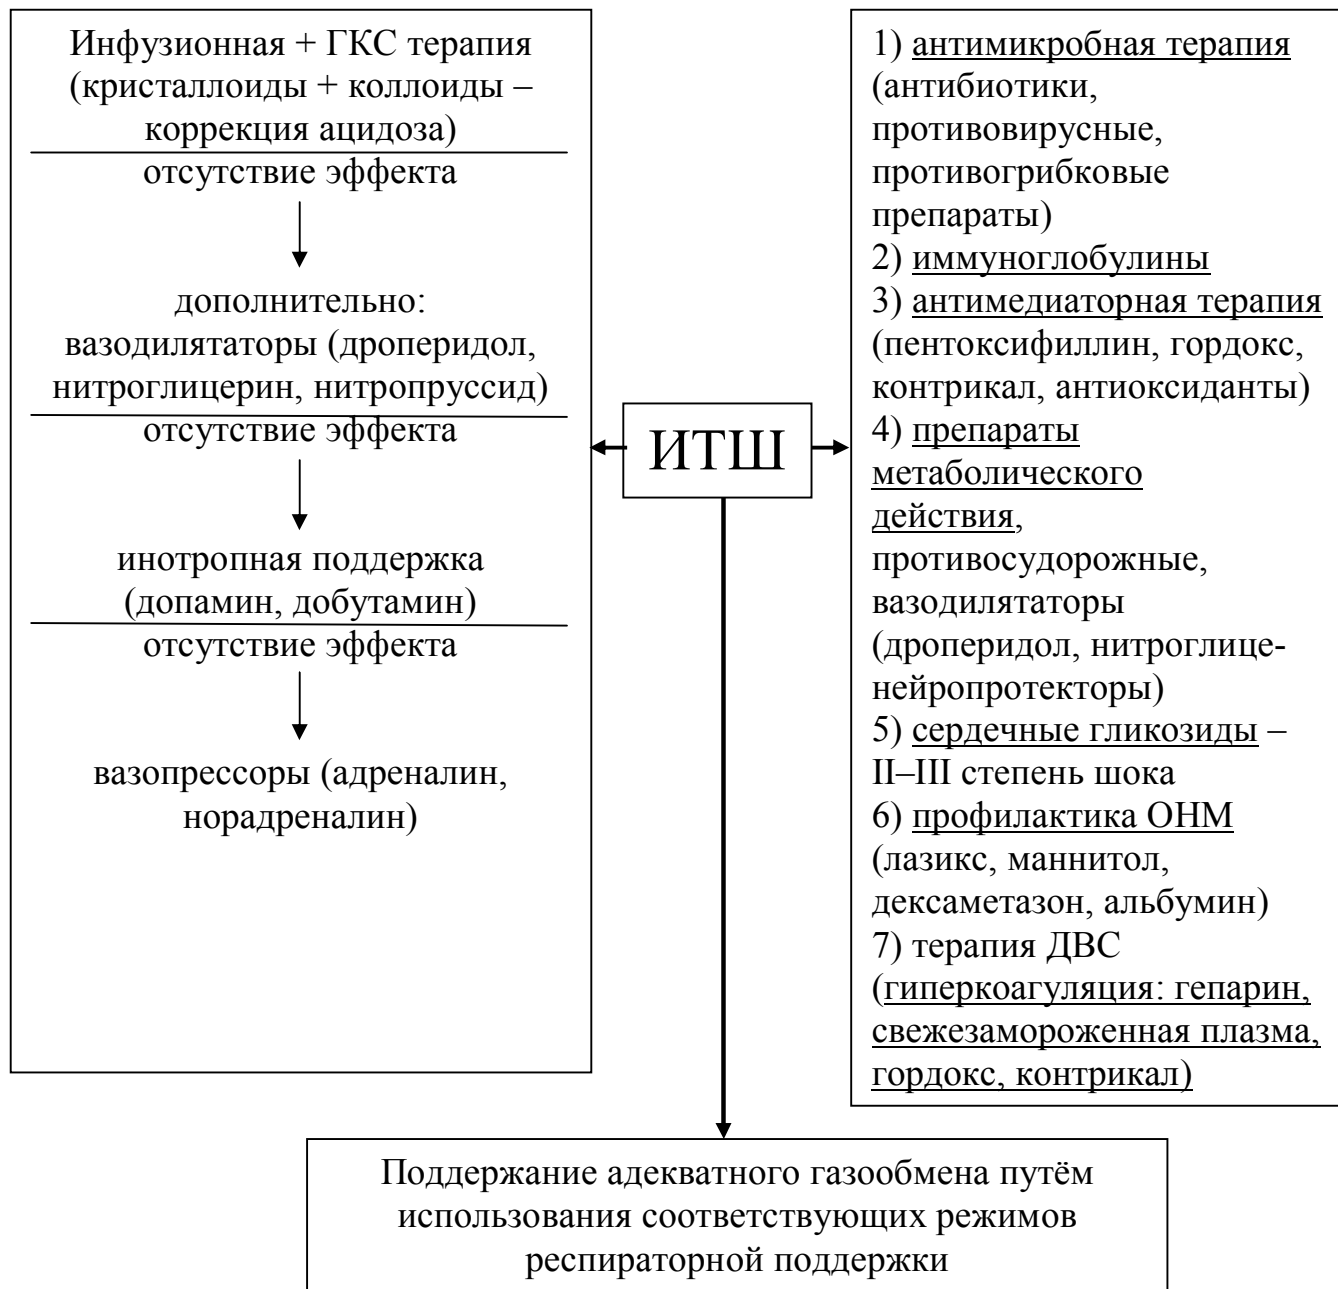 Инфузионная + ГКС терапия
(кристаллоиды + коллоиды –
коррекция ацидоза)
отсутствие эффекта
дополнительно:
вазодилятаторы (дроперидол,
нитроглицерин, нитропруссид)
отсутствие эффекта
инотропная поддержка
(допамин, добутамин)
отсутствие эффекта
вазопрессоры (адреналин,
норадреналин)
ИТШ
1) антимикробная терапия
(антибиотики,
противовирусные,
противогрибковые
препараты)
2) иммуноглобулины
3) антимедиаторная терапия
(пентоксифиллин, гордокс,
контрикал, антиоксиданты)
4) препараты
метаболического
действия,
противосудорожные,
вазодилятаторы
(дроперидол, нитроглице-
нейропротекторы)
5) сердечные гликозиды –
II–III степень шока
6) профилактика ОНМ
(лазикс, маннитол,
дексаметазон, альбумин)
7) терапия ДВС
(гиперкоагуляция: гепарин,
свежезамороженная плазма,
гордокс, контрикал)
Поддержание адекватного газообмена путём
использования соответствующих режимов
респираторной поддержки